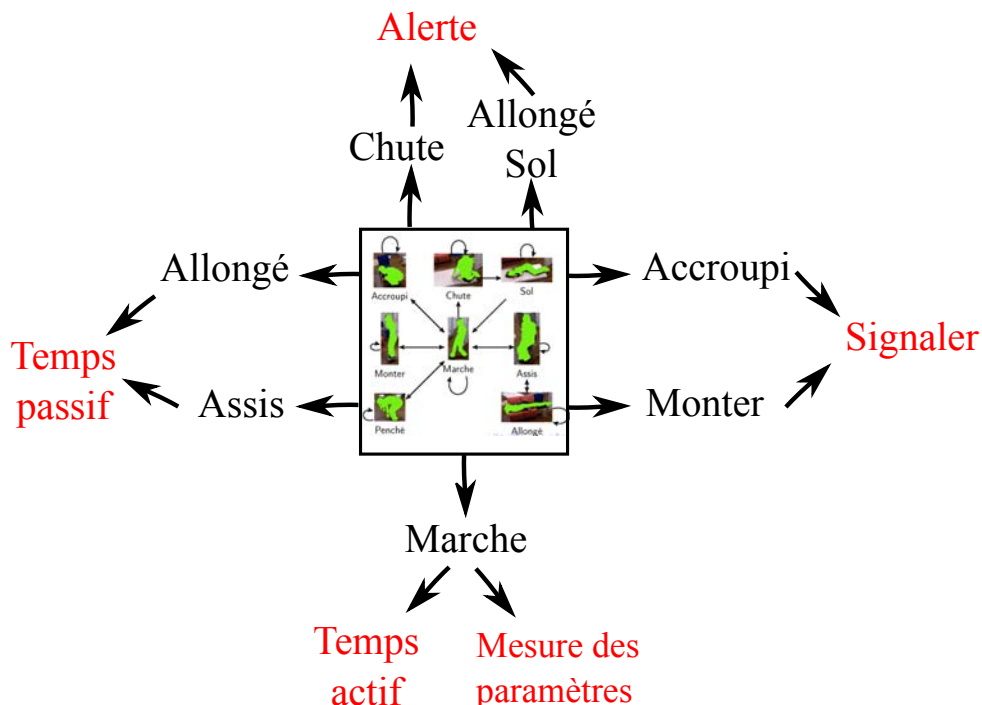 Alerte
Allongé
Sol
Chute
Allongé
Accroupi
Accroupi
Chute
Sol
Temps
passif
Signaler
Monter
Marche
Assis
Assis
Monter
Penché
Allongé
Marche
Temps
actif
Mesure des
paramètres